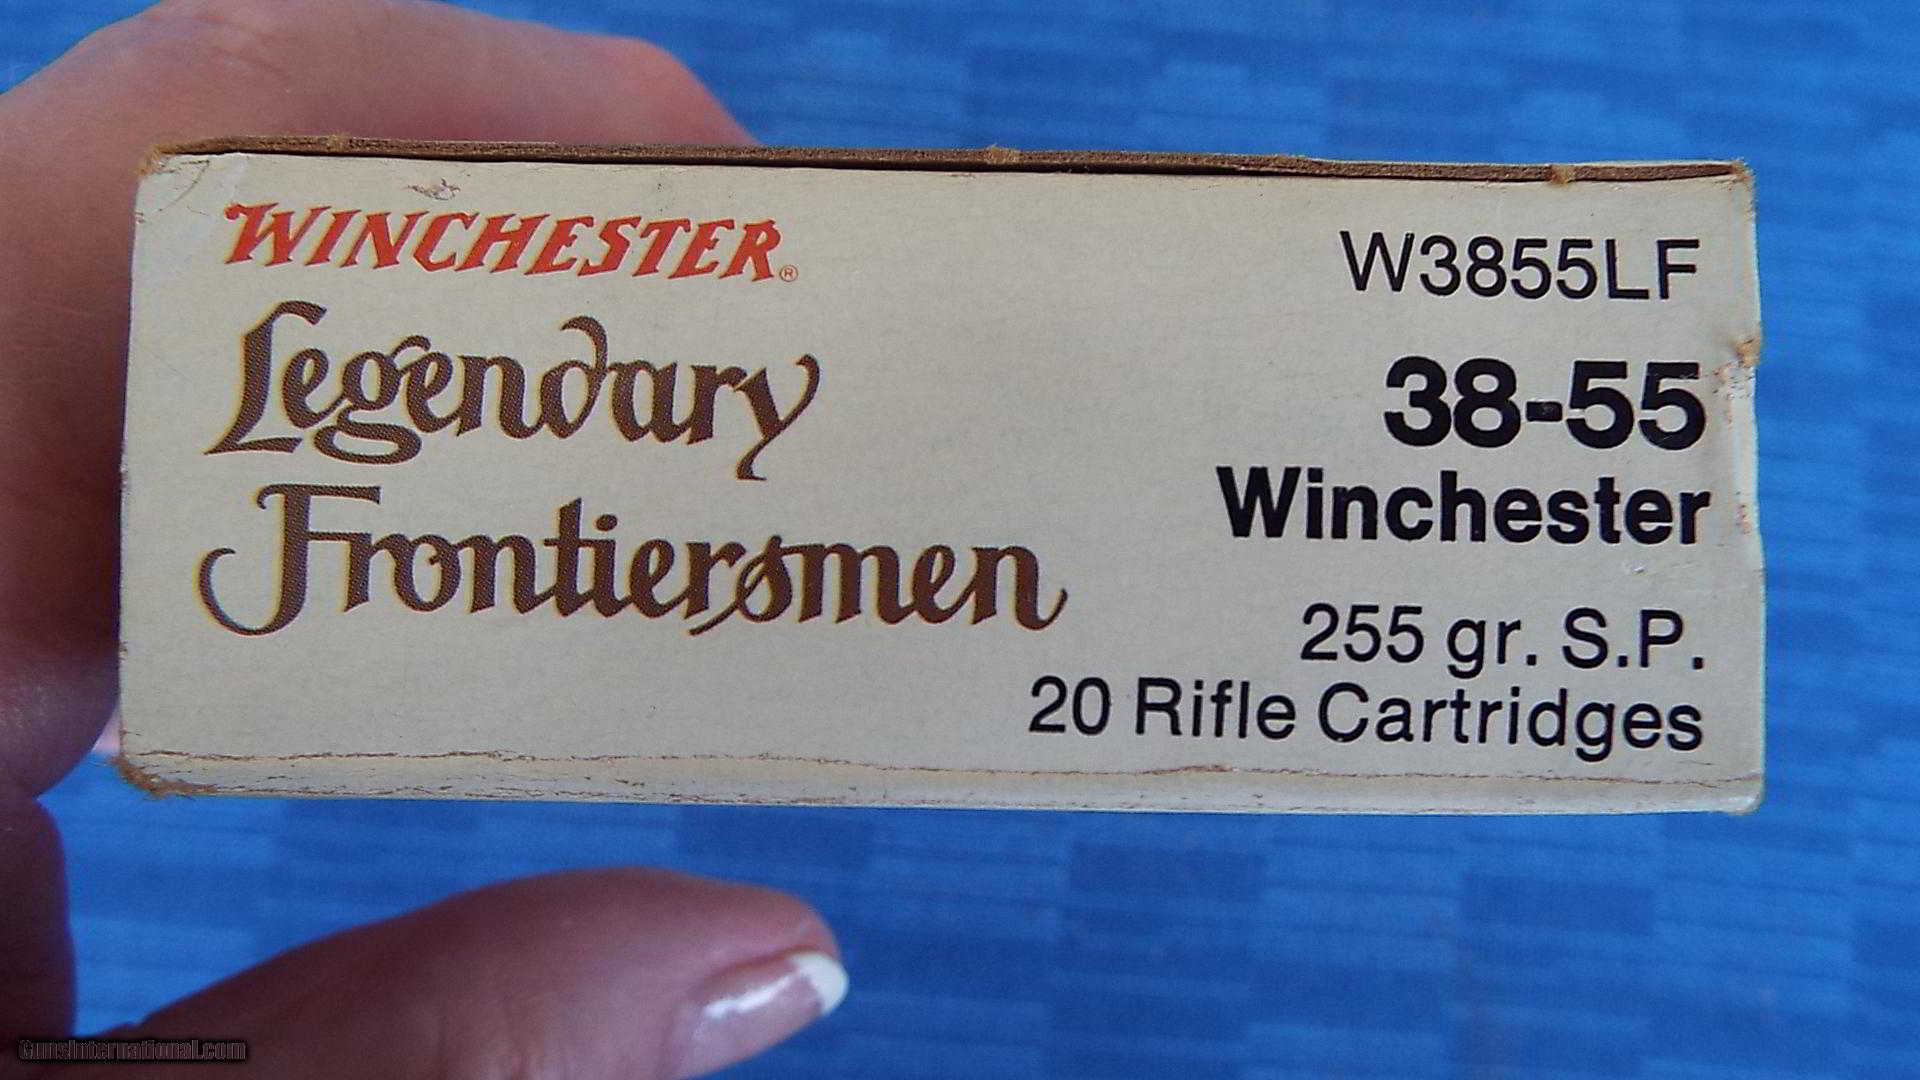 WINCHESTER®
Legendary
Frontiersmen
W3855LF
38-55
Winchester
255 gr. S.P.
20 Rifle Cartridges
GunsInternational.com